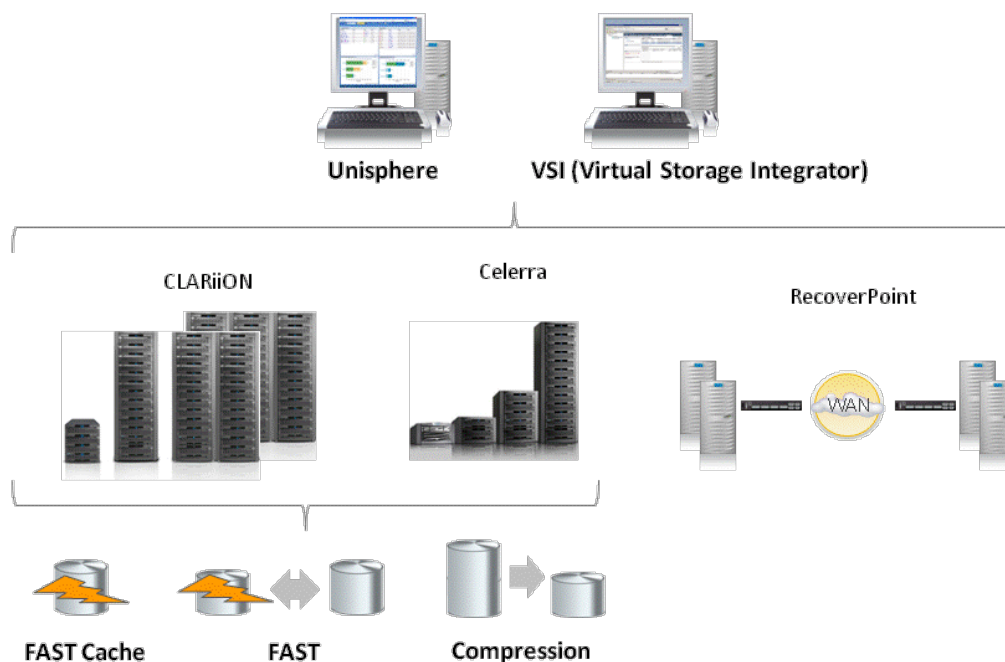 Unisphere
VSI (Virtual Storage Integrator)
CLARiiON
Celerra
RecoverPoint
WAN
FAST Cache
FAST
Compression